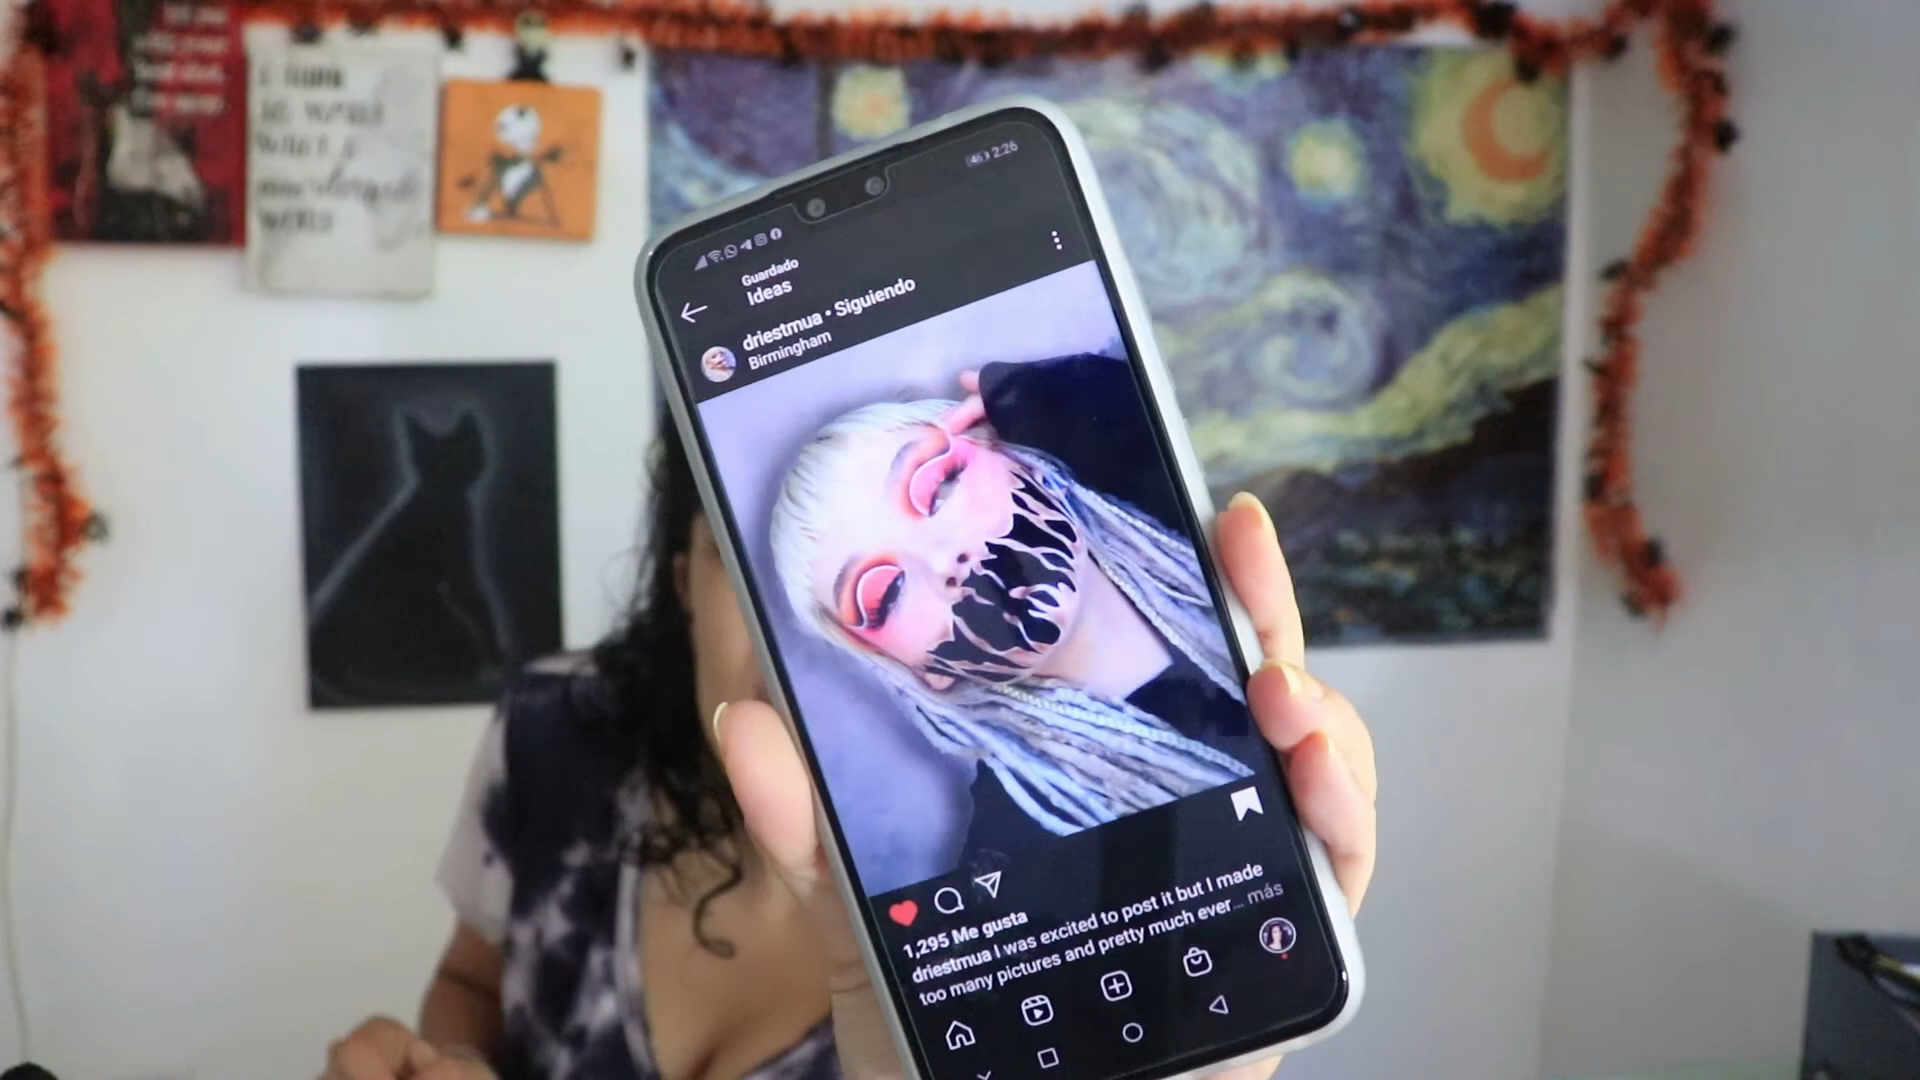 I TURN
2:26
Guardado
Ideas
driestmua • Siguiendo
Birmingham
1,295 Me gusta
driestmua I was excited to post it but I made
too many pictures and pretty much ever... más